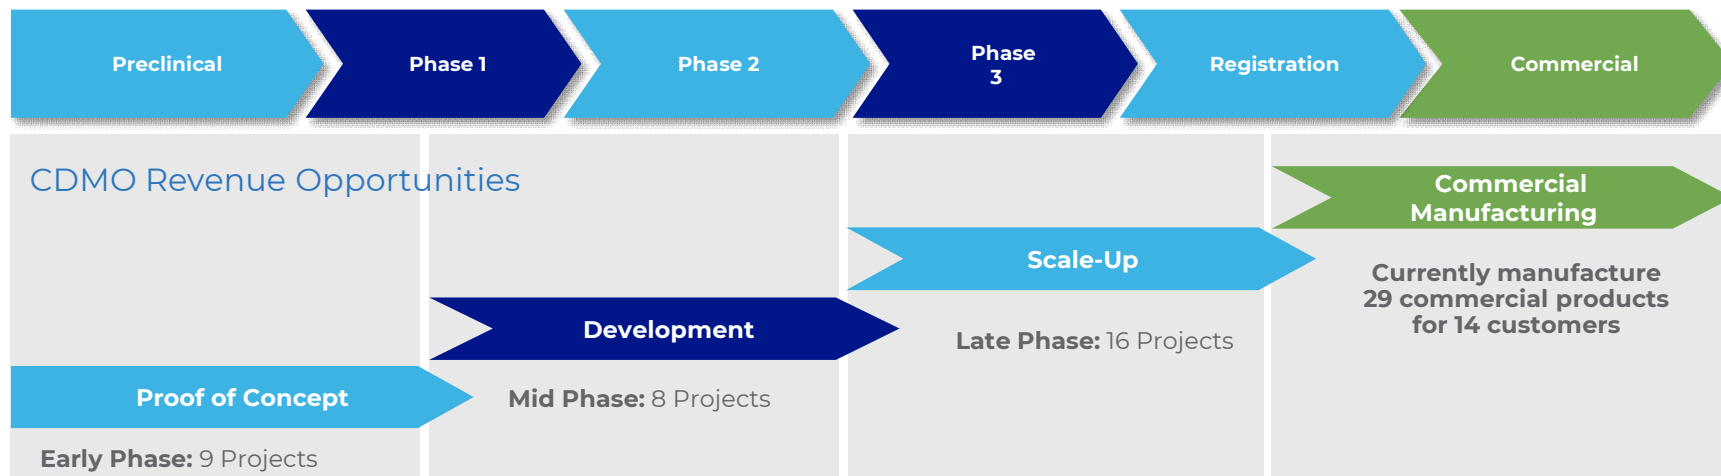 Preclinical
Phase 1
Phase 2
Phase
3
Registration
Commercial
CDMO Revenue Opportunities
Commercial
Manufacturing
Currently manufacture
29 commercial products
for 14 customers
Scale-Up
Late Phase: 16 Projects
Development
Mid Phase: 8 Projects
Proof of Concept
Early Phase: 9 Projects